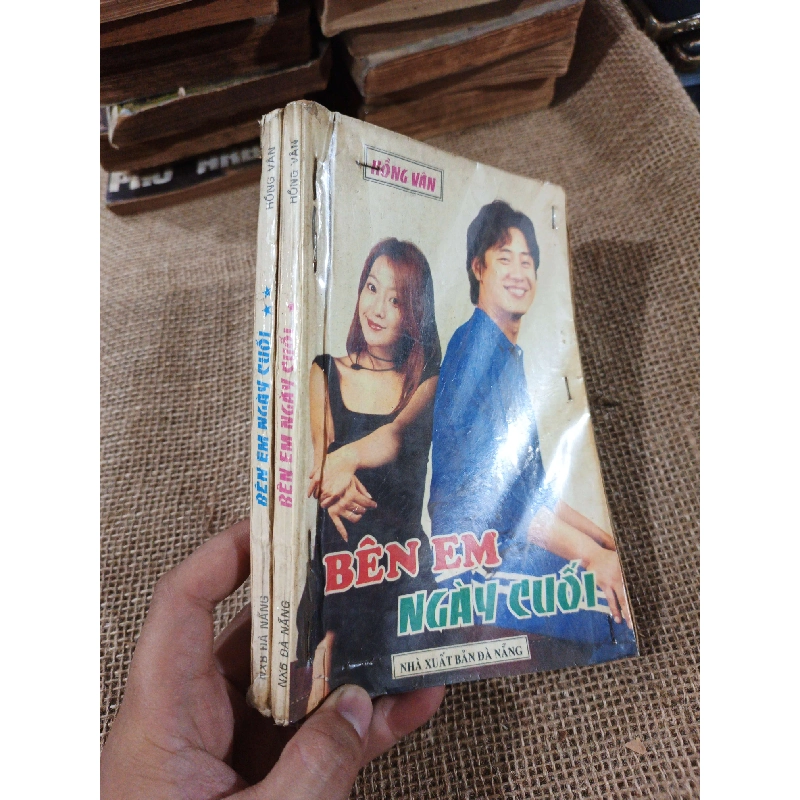 HỒNG VÂN
BÊN EM
NGÀY CUỐI
NHÀ XUẤT BẢN ĐÀ NẴNG
HỒNG VÂN
BÊN EM NGÀY CUỐI
NXB ĐÀ NẴNG
HỒNG VÂN
BÊN EM NGÀY CUỐI
NXB ĐÀ NẴNG